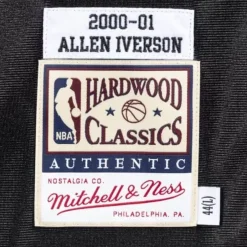 2000-01
ALLEN IVERSON
HARDWOOD
NBA
CLASSICS
AUTHENTIC
NOSTALGIA CO.
Mitchell & Ness
PHILADELPHIA, PA.
44(L)